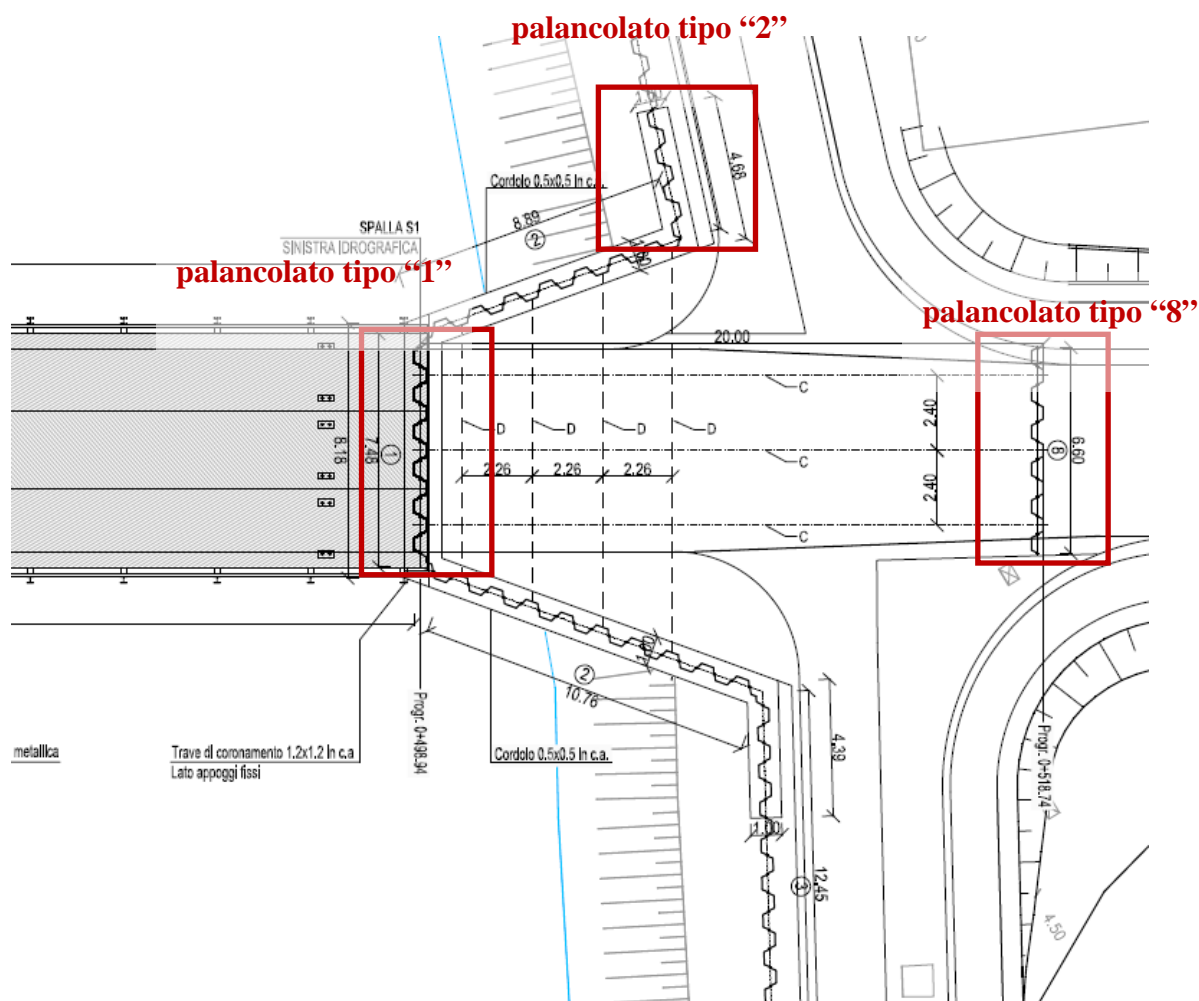 palancolato tipo “2”
4.68
Cordolo 0.5x0.5 in c.a.
8.89
2
SPALLA S1
SINISTRA IDROGRAFICA
palancolato tipo “1”
palancolato tipo “8”
20.00
C
2.40
D
D
D
D
8.18
7.48
1
C
8
6.60
2.26
2.26
2.26
2.40
C
1.00
2
10.76
Progr. 0+498.94
Progr. 0+518.74
metallica
Trave di coronamento 1.2x1.2 in c.a
Lato appoggi fissi
Cordolo 0.5x0.5 in c.a.
4.39
1.00
3
12.45
4.50